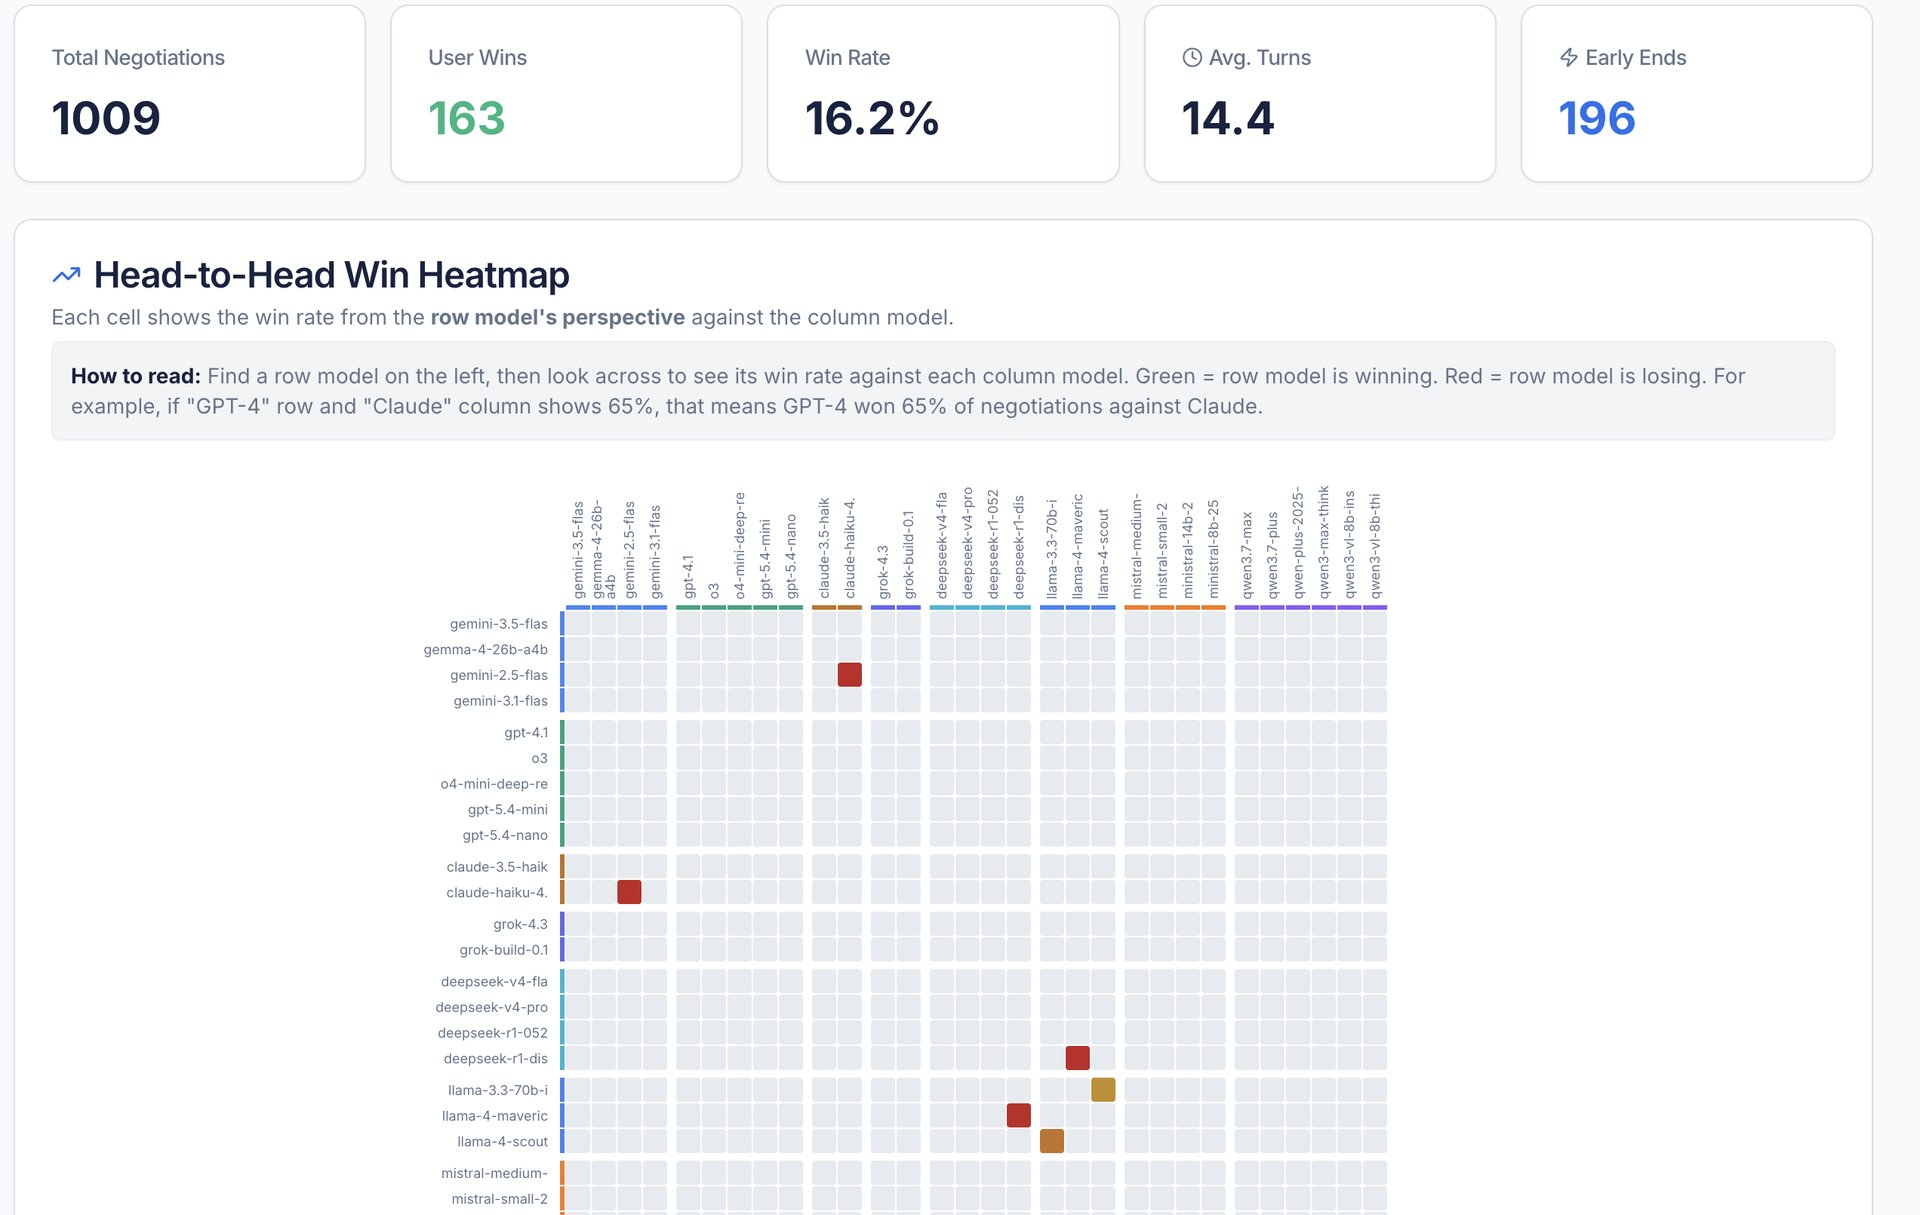 Total Negotiations
1009
User Wins
163
Win Rate
16.2%
Avg. Turns
14.4
Early Ends
196
Head-to-Head Win Heatmap
Each cell shows the win rate from the row model's perspective against the column model.
How to read: Find a row model on the left, then look across to see its win rate against each column model. Green = row model is winning. Red = row model is losing. For
example, if "GPT-4" row and "Claude" column shows 65%, that means GPT-4 won 65% of negotiations against Claude.
gemini-3.5-flas
gemma-4-26b-
a4b
gemini-2.5-flas
gemini-3.1-flas
gpt-4.1
o3
o4-mini-deep-re
gpt-5.4-mini
gpt-5.4-nano
claude-3.5-haik
claude-haiku-4.
grok-4.3
grok-build-0.1
deepseek-v4-fla
deepseek-v4-pro
deepseek-r1-052
deepseek-r1-dis
llama-3.3-70b-i
llama-4-maveric
llama-4-scout
mistral-medium-
mistral-small-2
ministral-14b-2
ministral-8b-25
qwen3.7-max
qwen3.7-plus
qwen-plus-2025-
qwen3-max-think
qwen3-vl-8b-ins
qwen3-vl-8b-thi
gemini-3.5-flas
gemma-4-26b-a4b
gemini-2.5-flas
gemini-3.1-flas
gpt-4.1
o3
o4-mini-deep-re
gpt-5.4-mini
gpt-5.4-nano
claude-3.5-haik
claude-haiku-4.
grok-4.3
grok-build-0.1
deepseek-v4-fla
deepseek-v4-pro
deepseek-r1-052
deepseek-r1-dis
llama-3.3-70b-i
llama-4-maveric
llama-4-scout
mistral-medium-
mistral-small-2